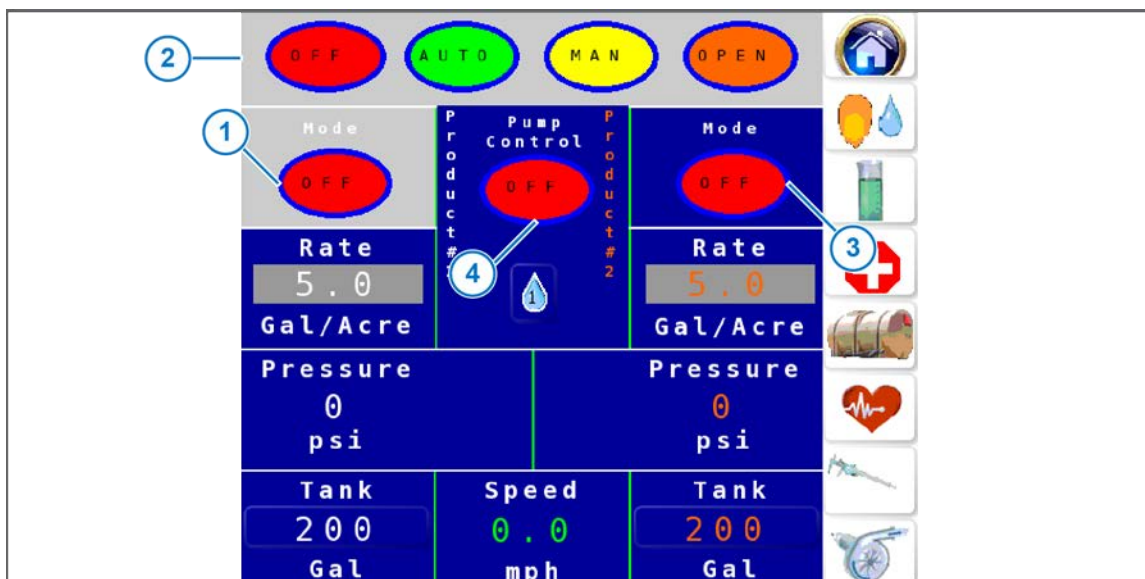 OFF AUTO MAN OPEN
2
1
Mode
OFF
Product#2
Pump
Control
OFF
Product#2
Mode
OFF
3
4
1
Rate
5.0
Gal/Acre
Rate
5.0
Gal/Acre
Pressure
0
psi
Pressure
0
psi
Tank
200
Gal
Speed
0.0
mph
Tank
200
Gal